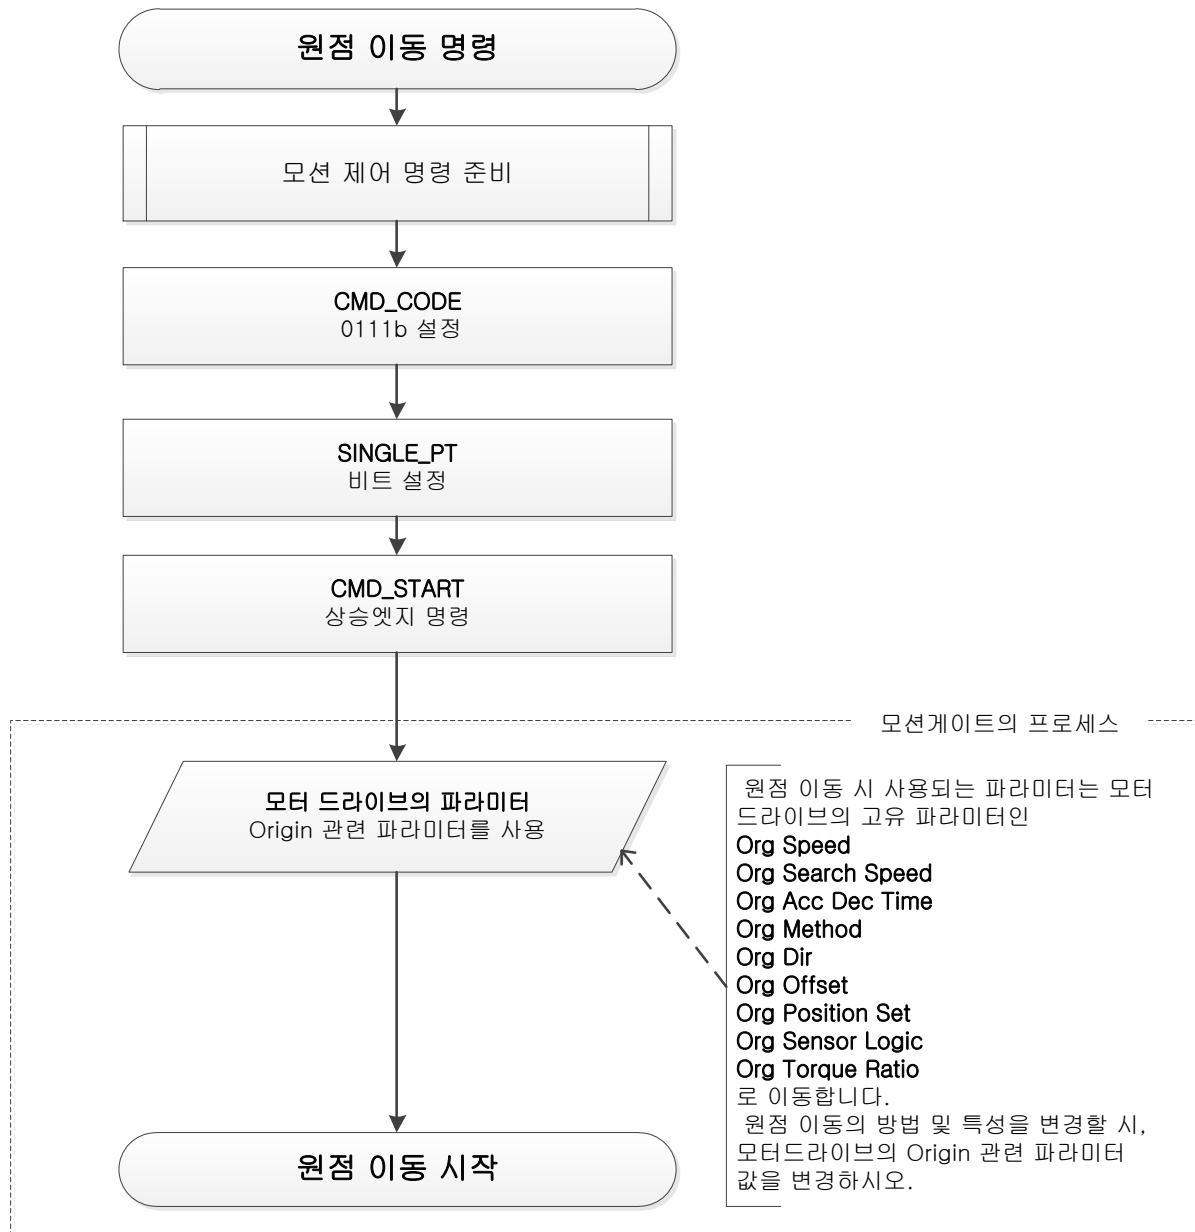 원점 이동 명령
모션 제어 명령 준비
CMD_CODE
0111b 설정
SINGLE_PT
비트 설정
CMD_START
상승엣지 명령
모션게이트의 프로세스
모터 드라이브의 파라미터
Origin 관련 파라미터를 사용
원점 이동 시 사용되는 파라미터는 모터
드라이브의 고유 파라미터인
Org Speed
Org Search Speed
Org Acc Dec Time
Org Method
Org Dir
Org Offset
Org Position Set
Org Sensor Logic
Org Torque Ratio
로 이동합니다.
원점 이동의 방법 및 특성을 변경할 시,
모터드라이브의 Origin 관련 파라미터
값을 변경하시오.
원점 이동 시작